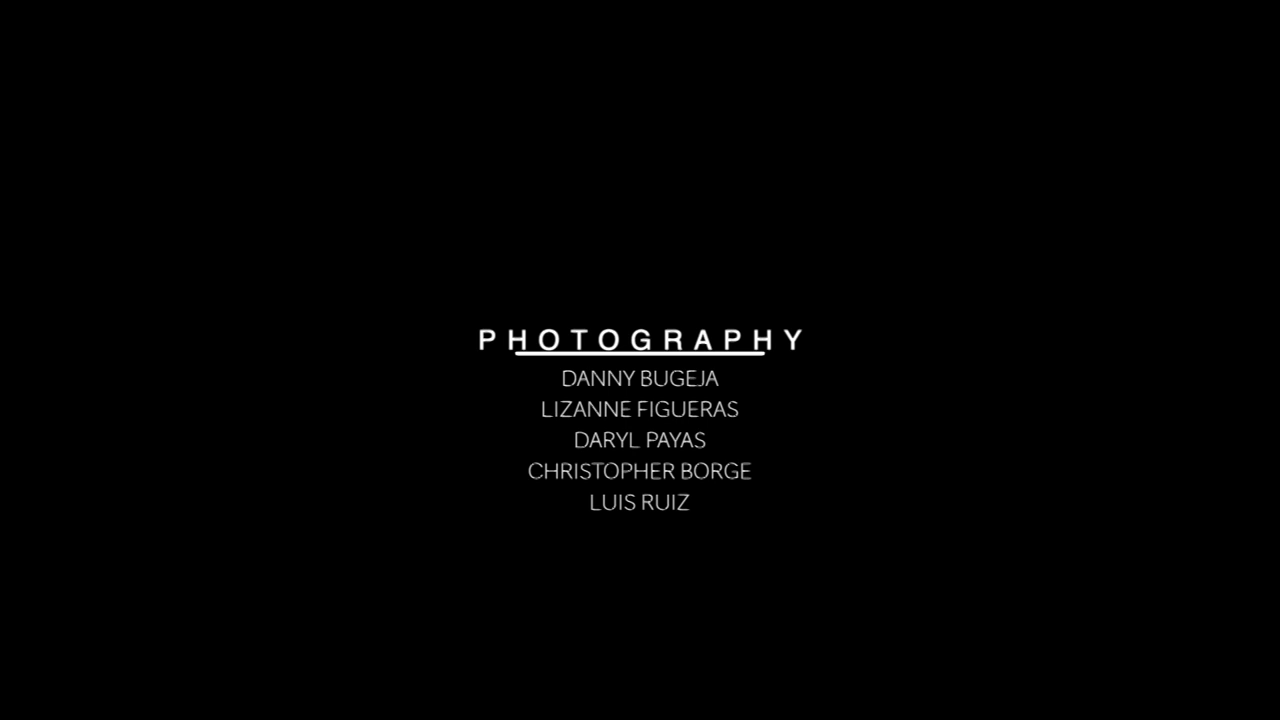 PHOTOGRAPHY
DANNY BUGEJA
LIZANNE FIGUERAS
DARYL PAYAS
CHRISTOPHER BORGE
LUIS RUIZ